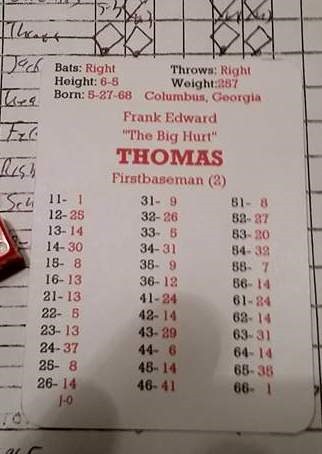 Bats: Right Throws: Right
Height: 6-5 Weight:257
Born: 5-27-68 Columbus, Georgia
Frank Edward
"The Big Hurt"
THOMAS
Firstbaseman (2)
11- 1 31- 9 51- 8
12-25 32-26 52-27
13-14 33- 5 53-20
14-30 34-31 54-32
15- 8 35- 9 55- 7
16-13 36-12 56-14
21-13 41-24 61-24
22- 5 42-14 62-14
23-13 43-29 63-31
24-37 44- 6 64-14
25- 8 45-14 65-35
26-14 46-41 66- 1
J-0